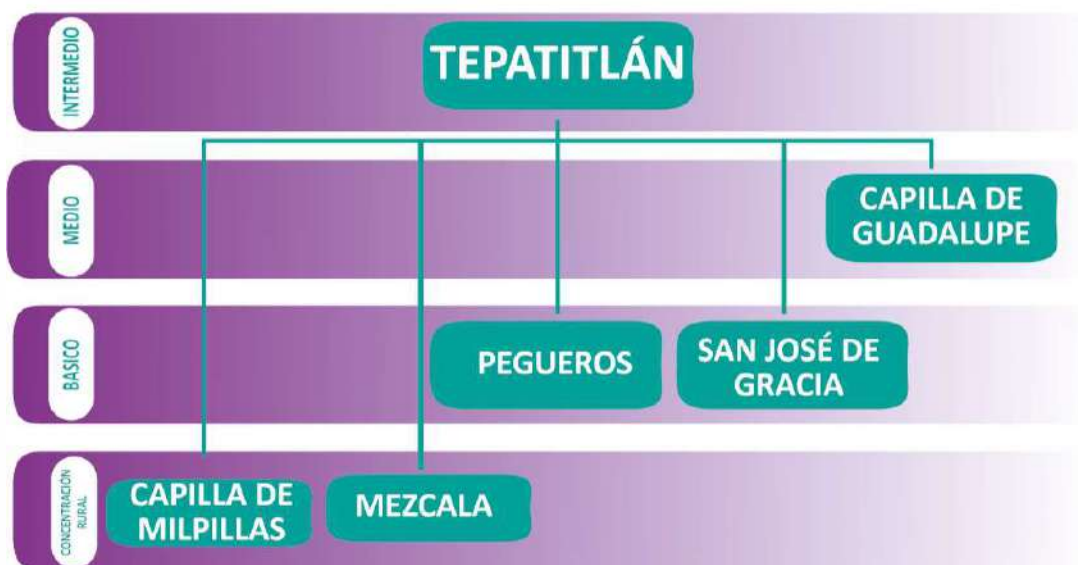 INTERMEDIO
TEPATITLÁN
MEDIO
CAPILLA DE
GUADALUPE
BASICO
PEGUEROS
SAN JOSÉ DE
GRACIA
CONCENTRACIÓN
RURAL
CAPILLA DE
MILPILLAS
MEZCALA